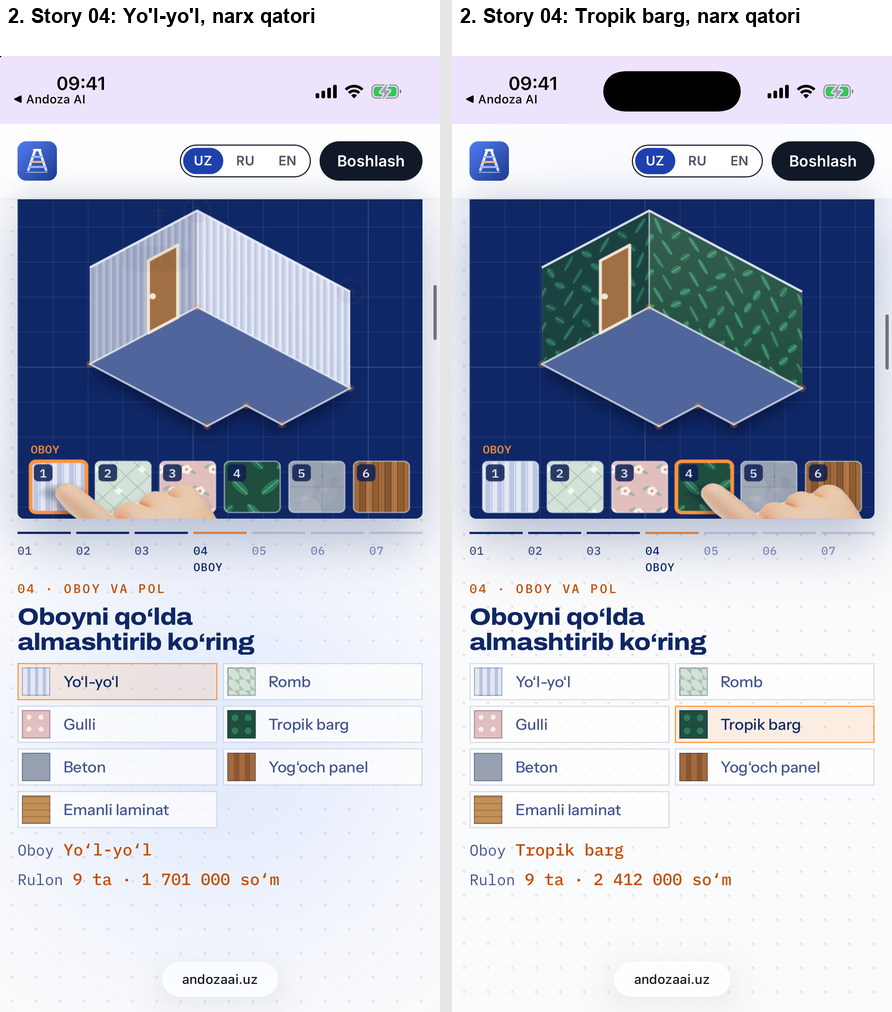 2. Story 04: Yo'l-yo'l, narx qatori
09:41
◀ Andoza AI
UZ RU EN
Boshlash
OBOY
1 2 3 4 5 6
01 02 03 04 05 06 07
OBOY
04 · OBOY VA POL
Oboyni qo‘lda
almashtirib ko‘ring
Yo‘l-yo‘l
Romb
Gulli
Tropik barg
Beton
Yog‘och panel
Emanli laminat
Oboy Yo‘l-yo‘l
Rulon 9 ta · 1 701 000 so‘m
andozaai.uz
2. Story 04: Tropik barg, narx qatori
09:41
◀ Andoza AI
UZ RU EN
Boshlash
OBOY
1 2 3 4 5 6
01 02 03 04 05 06 07
OBOY
04 · OBOY VA POL
Oboyni qo‘lda
almashtirib ko‘ring
Yo‘l-yo‘l
Romb
Gulli
Tropik barg
Beton
Yog‘och panel
Emanli laminat
Oboy Tropik barg
Rulon 9 ta · 2 412 000 so‘m
andozaai.uz